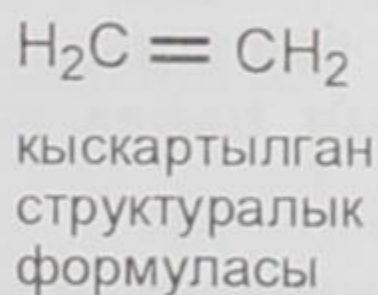 H₂C = CH₂
кыскартылган
структуралык
формуласы